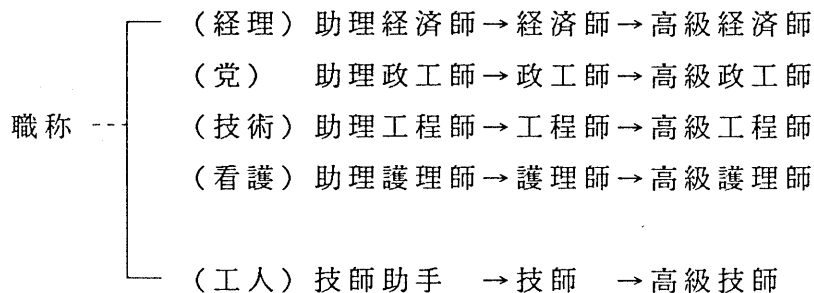 （経理）助理経済師→経済師→高級経済師
（党）　助理政工師→政工師→高級政工師
職称 （技術）助理工程師→工程師→高級工程師
（看護）助理護理師→護理師→高級護理師
（工人）技師助手　→技師　→高級技師